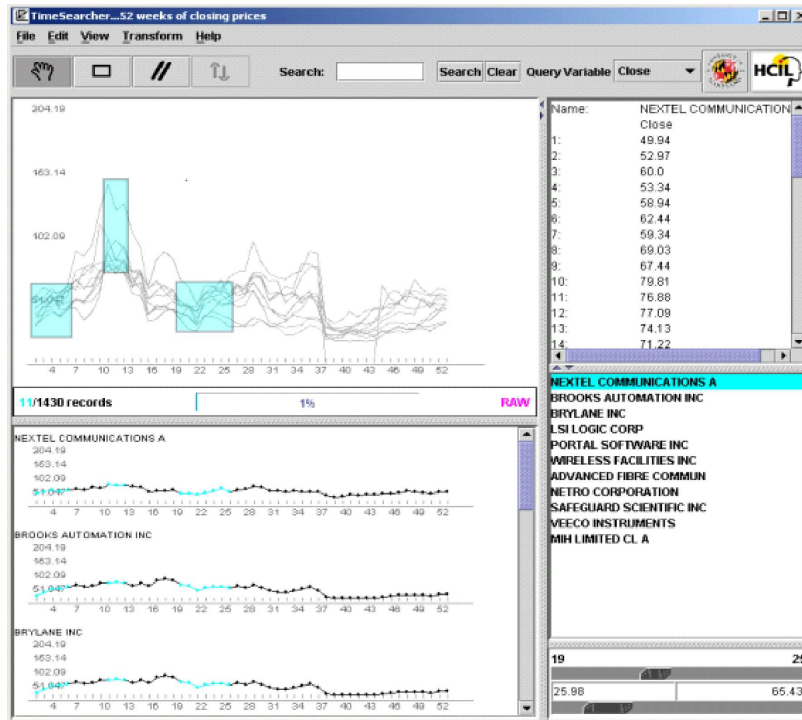 TimeSearcher...52 weeks of closing prices
File Edit View Transform Help
Search: Search Clear Query Variable Close HCIL
204.19
163.14
102.09
51.047
4 7 10 13 16 19 22 25 28 31 34 37 40 43 46 49 52
11/1430 records 1% RAW
NEXTEL COMMUNICATIONS A
204.19
163.14
102.09
51.047
4 7 10 13 16 19 22 25 28 31 34 37 40 43 46 49 52
BROOKS AUTOMATION INC
204.19
163.14
102.09
51.047
4 7 10 13 16 19 22 25 28 31 34 37 40 43 46 49 52
BRYLANE INC
204.19
163.14
102.09
51.047
4 7 10 13 16 19 22 25 28 31 34 37 40 43 46 49 52
Name: NEXTEL COMMUNICATION
Close
1: 49.94
2: 52.97
3: 60.0
4: 53.34
5: 58.94
6: 62.44
7: 59.34
8: 69.03
9: 67.44
10: 79.81
11: 76.88
12: 77.09
13: 74.13
14: 71.22
NEXTEL COMMUNICATIONS A
BROOKS AUTOMATION INC
BRYLANE INC
LSI LOGIC CORP
PORTAL SOFTWARE INC
WIRELESS FACILITIES INC
ADVANCED FIBRE COMMUN
NETRO CORPORATION
SAFEGUARD SCIENTIFIC INC
VEECO INSTRUMENTS
MIH LIMITED CL A
19
25.98 65.43